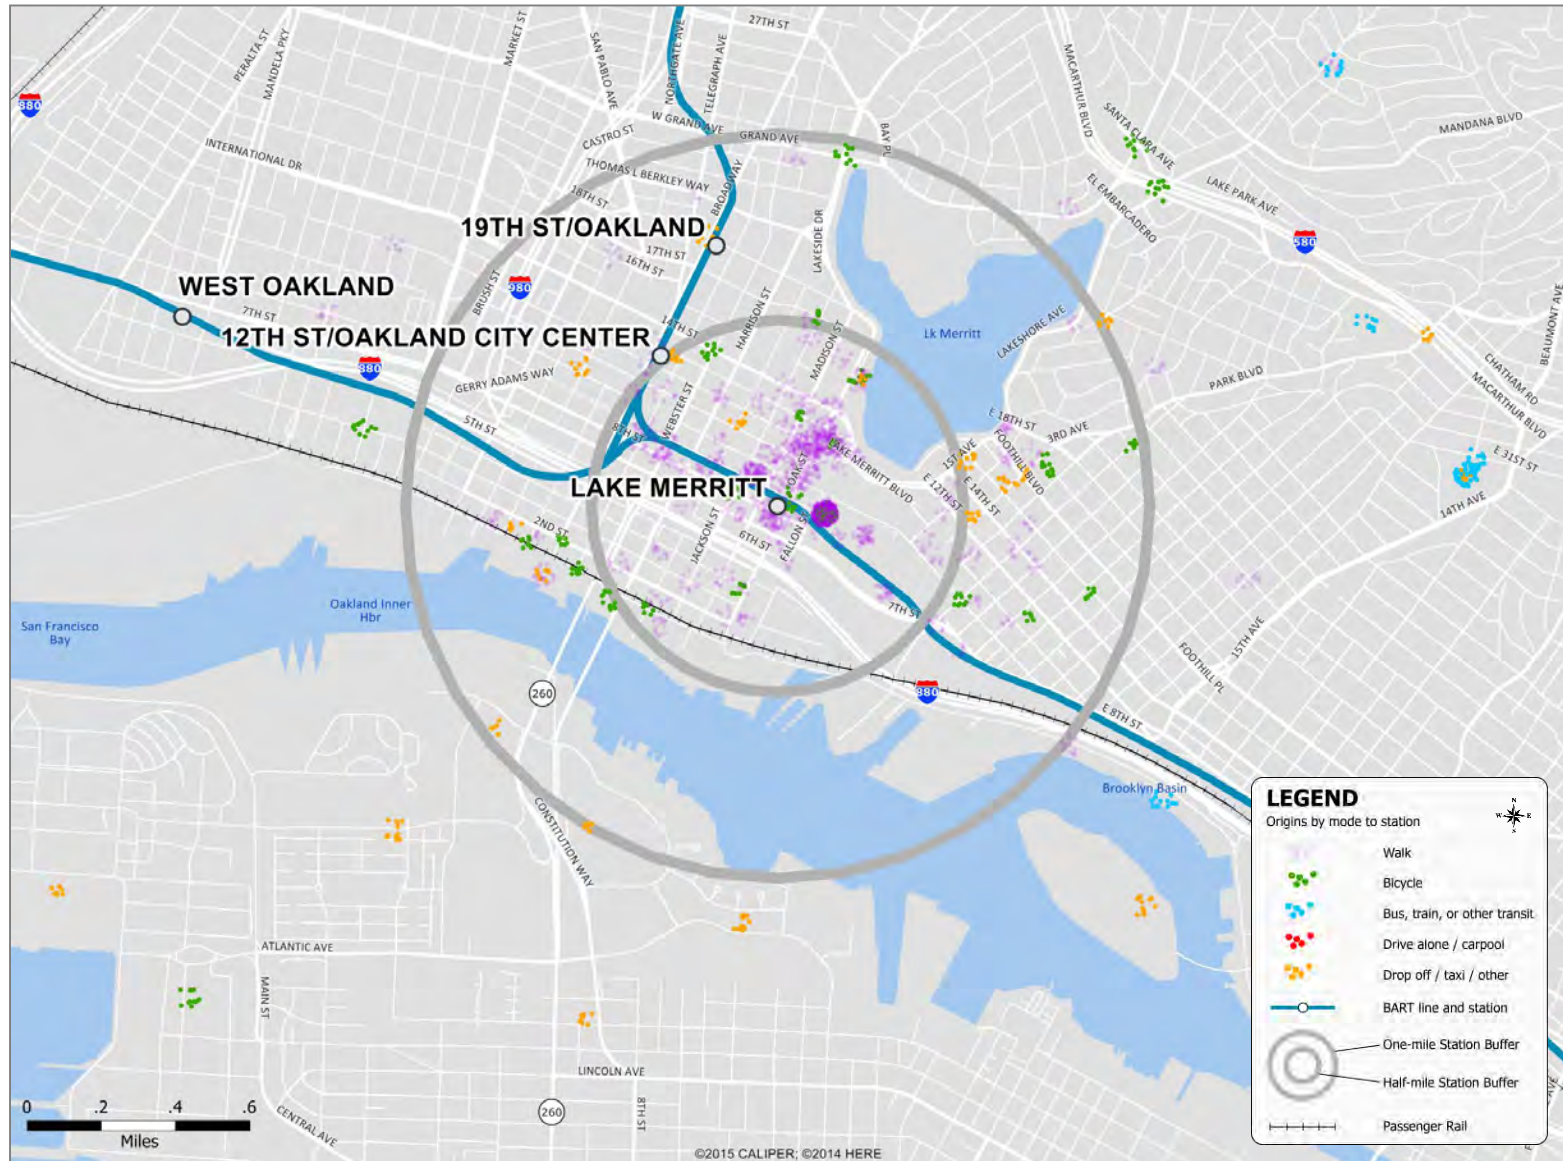 27TH ST
MARKET ST
SAN PABLO AVE
NORTHGATE AVE
TELEGRAPH AVE
PERALTA ST
MANDELA PKY
MACARTHUR BLVD
880
W GRAND AVE
GRAND AVE
BAY PL
SANTA CLARA AVE
MANDANA BLVD
CASTRO ST
INTERNATIONAL DR
THOMAS L BERKLEY WAY
18TH ST
BROADWAY
EL EMBARCADERO
LAKE PARK AVE
19TH ST/OAKLAND
LAKESIDE DR
580
17TH ST
16TH ST
WEST OAKLAND
BRUSH ST
980
7TH ST
14TH ST
HARRISON ST
12TH ST/OAKLAND CITY CENTER
MADISON ST
Lk Merritt
LAKESHORE AVE
BEAUMONT AVE
880
GERRY ADAMS WAY
PARK BLVD
CHATHAM RD
MACARTHUR BLVD
WEBSTER ST
5TH ST
8TH ST
E 18TH ST
3RD AVE
FOOTHILL BLVD
1ST AVE
E 31ST ST
OAK ST
LAKE MERRITT BLVD
E 12TH ST
E 14TH ST
LAKE MERRITT
14TH AVE
2ND ST
JACKSON ST
6TH ST
FALLON ST
7TH ST
Oakland Inner
Hbr
San Francisco
Bay
15TH AVE
FOOTHILL PL
260
880
E 8TH ST
Brooklyn Basin
CONSTITUTION WAY
ATLANTIC AVE
MAIN ST
LINCOLN AVE
260
8TH ST
CENTRAL AVE
0 .2 .4 .6
Miles
©2015 CALIPER; ©2014 HERE
LEGEND
Origins by mode to station
N
W E
S
Walk
Bicycle
Bus, train, or other transit
Drive alone / carpool
Drop off / taxi / other
BART line and station
One-mile Station Buffer
Half-mile Station Buffer
Passenger Rail